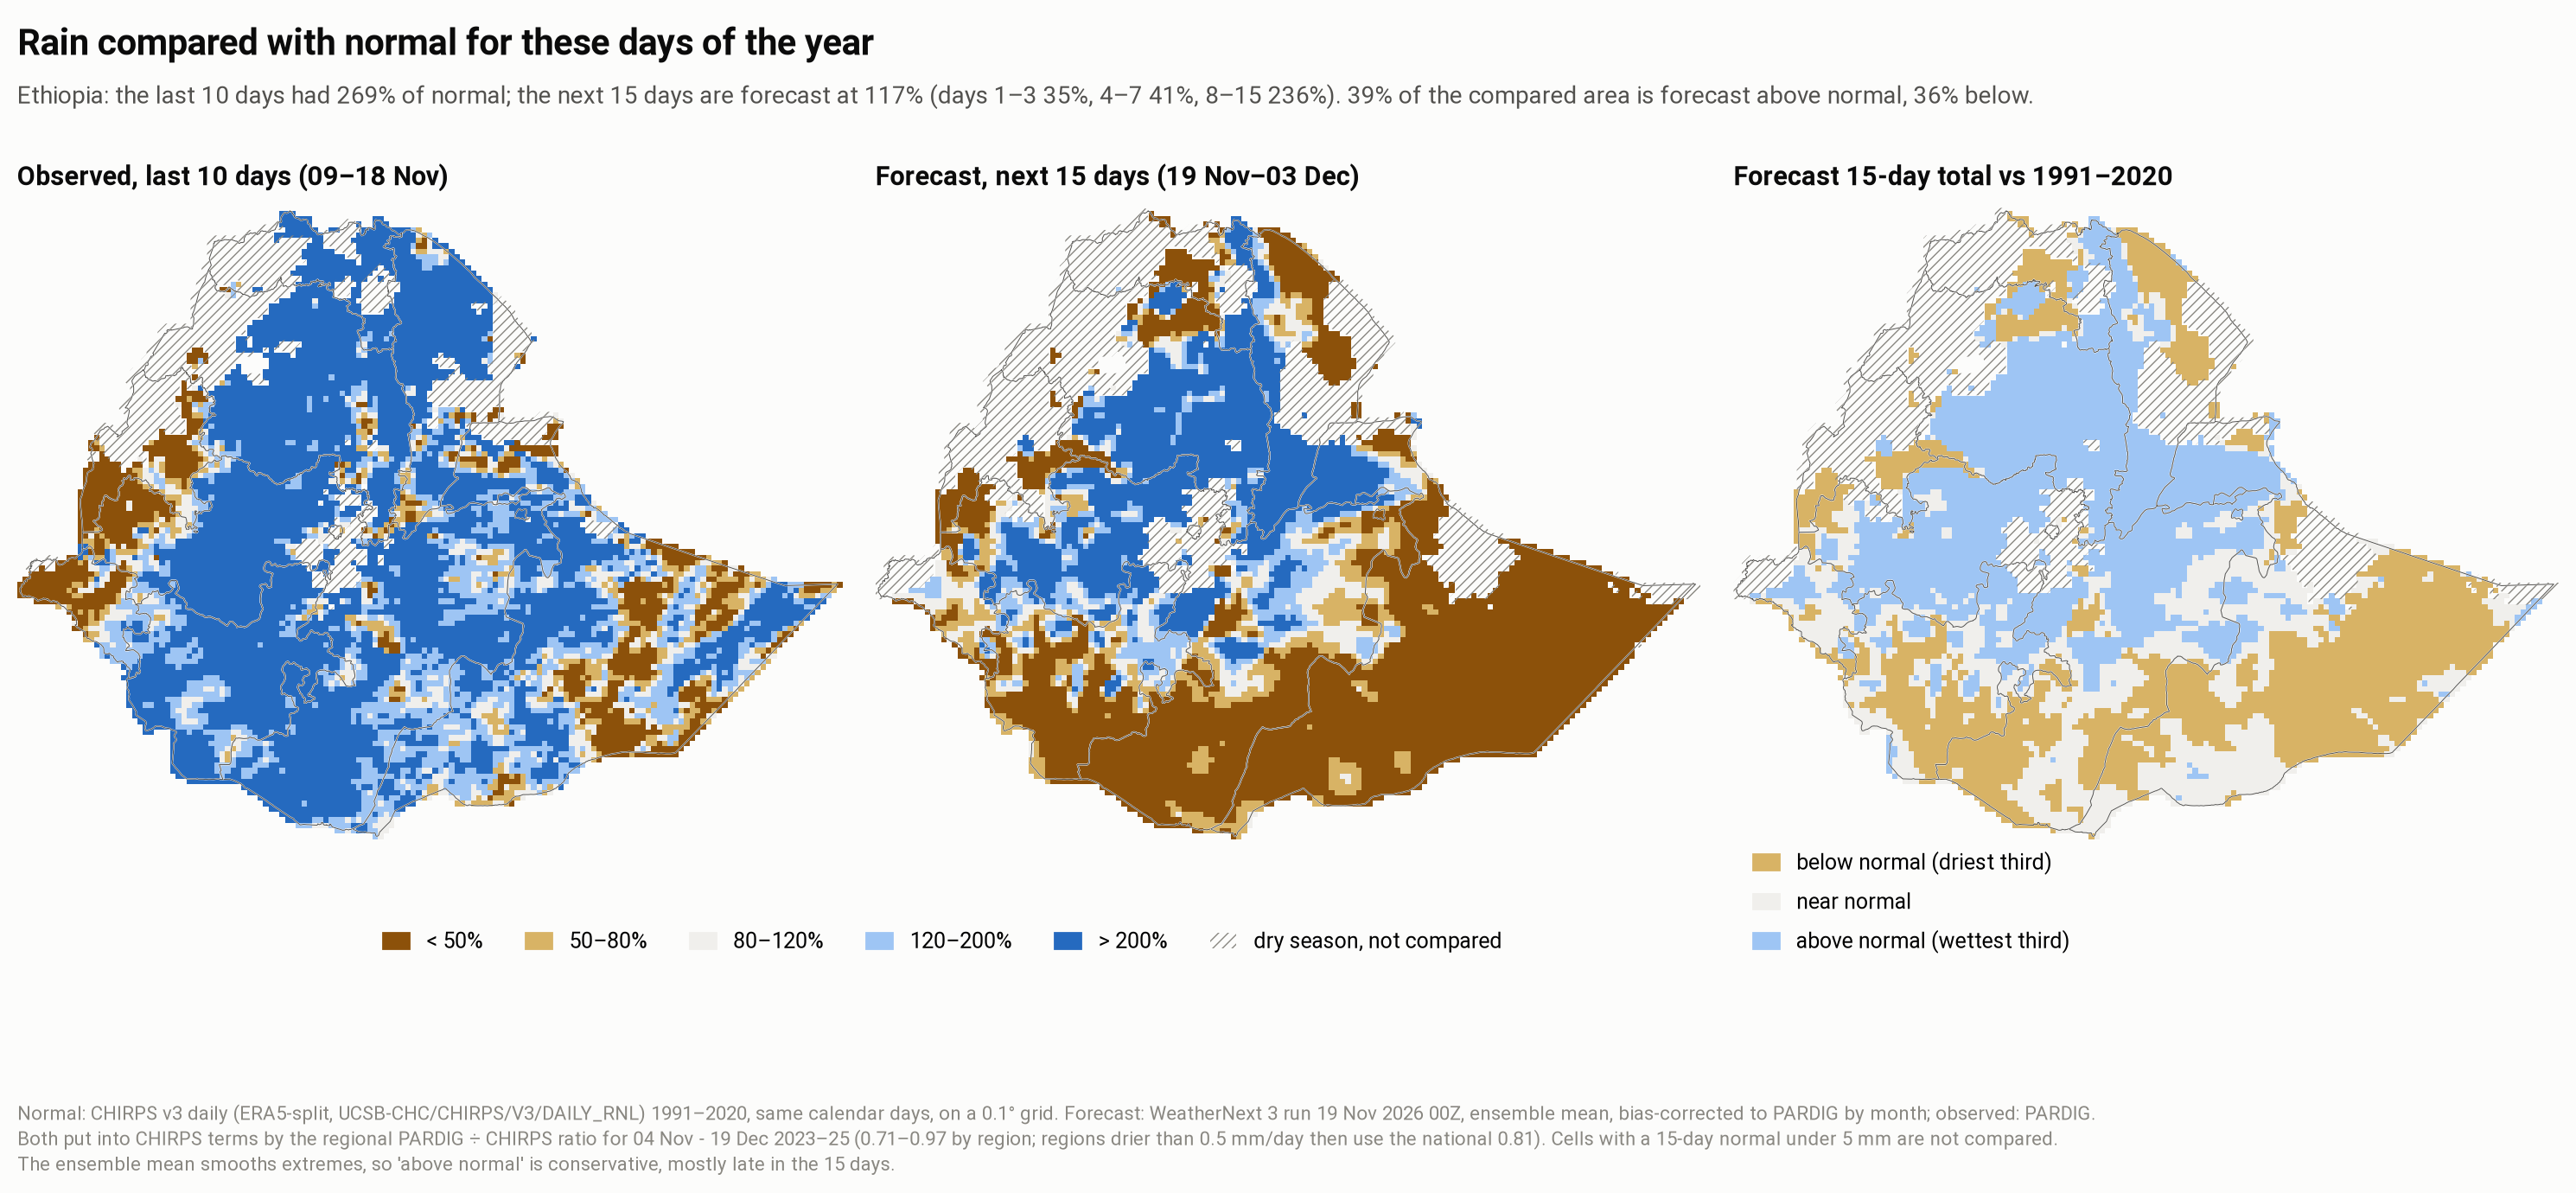 Rain compared with normal for these days of the year
Ethiopia: the last 10 days had 269% of normal; the next 15 days are forecast at 117% (days 1–3 35%, 4–7 41%, 8–15 236%). 39% of the compared area is forecast above normal, 36% below.
Observed, last 10 days (09–18 Nov)
Forecast, next 15 days (19 Nov–03 Dec)
Forecast 15-day total vs 1991–2020
below normal (driest third)
near normal
above normal (wettest third)
< 50%
50–80%
80–120%
120–200%
> 200%
dry season, not compared
Normal: CHIRPS v3 daily (ERA5-split, UCSB-CHC/CHIRPS/V3/DAILY_RNL) 1991–2020, same calendar days, on a 0.1° grid. Forecast: WeatherNext 3 run 19 Nov 2026 00Z, ensemble mean, bias-corrected to PARDIG by month; observed: PARDIG.
Both put into CHIRPS terms by the regional PARDIG ÷ CHIRPS ratio for 04 Nov - 19 Dec 2023–25 (0.71–0.97 by region; regions drier than 0.5 mm/day then use the national 0.81). Cells with a 15-day normal under 5 mm are not compared.
The ensemble mean smooths extremes, so 'above normal' is conservative, mostly late in the 15 days.